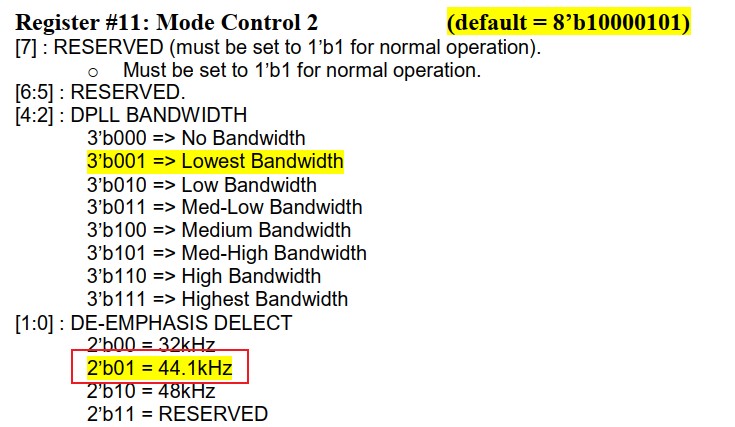 Register #11: Mode Control 2 (default = 8’b10000101)
[7] : RESERVED (must be set to 1’b1 for normal operation).
o Must be set to 1’b1 for normal operation.
[6:5] : RESERVED.
[4:2] : DPLL BANDWIDTH
3’b000 => No Bandwidth
3’b001 => Lowest Bandwidth
3’b010 => Low Bandwidth
3’b011 => Med-Low Bandwidth
3’b100 => Medium Bandwidth
3’b101 => Med-High Bandwidth
3’b110 => High Bandwidth
3’b111 => Highest Bandwidth
[1:0] : DE-EMPHASIS DELECT
2’b00 = 32kHz
2’b01 = 44.1kHz
2’b10 = 48kHz
2’b11 = RESERVED